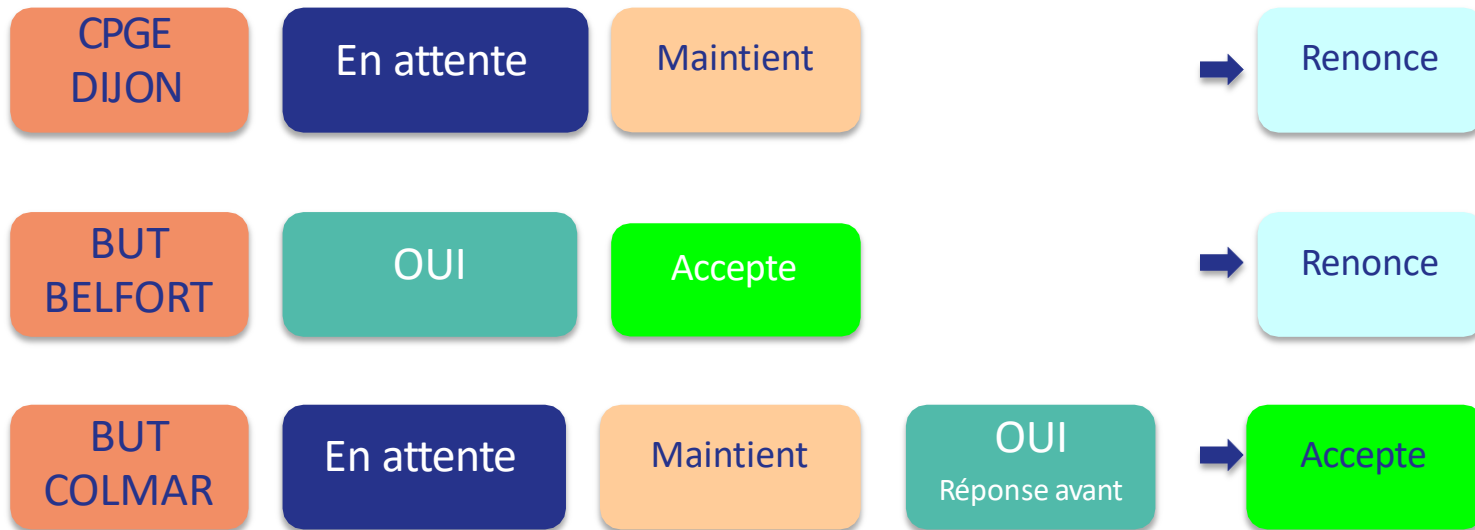 CPGE
DIJON
En attente
Maintient
Renonce
BUT
BELFORT
OUI
Accepte
Renonce
BUT
COLMAR
En attente
Maintient
OUI
Réponse avant
Accepte